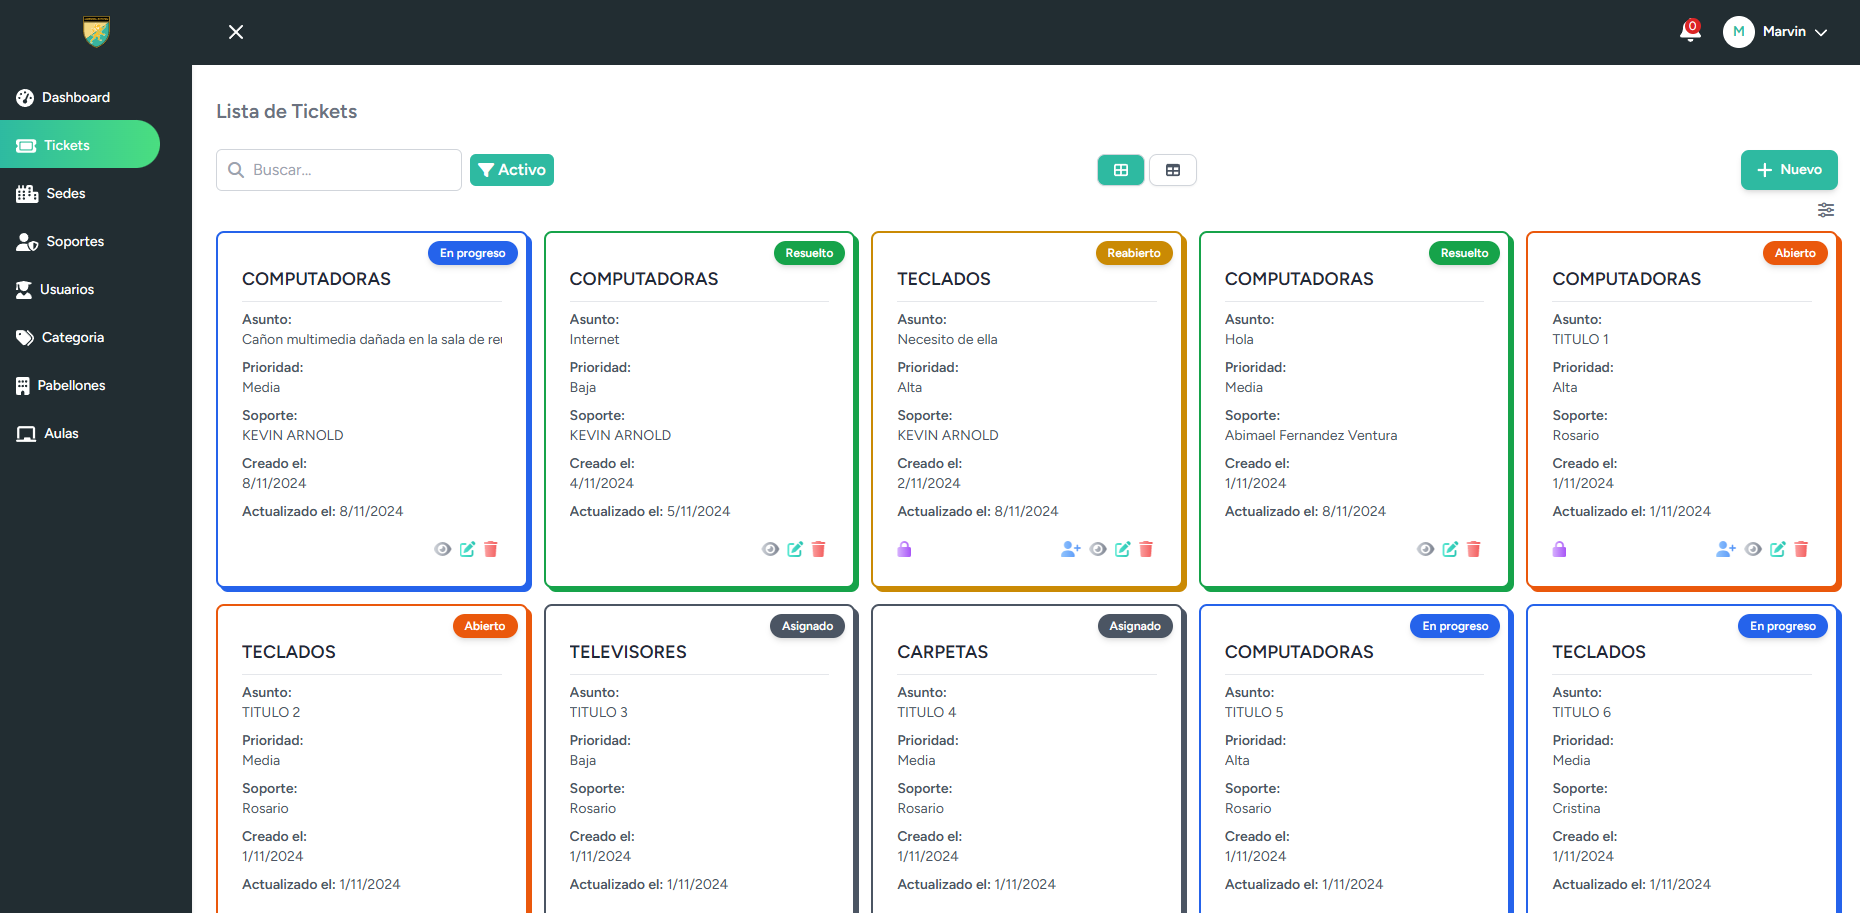 0
M
Marvin
Dashboard
Tickets
Sedes
Soportes
Usuarios
Categoria
Pabellones
Aulas
Lista de Tickets
Buscar...
Activo
Nuevo
En progreso
COMPUTADORAS
Asunto:
Cañon multimedia dañada en la sala de
Prioridad:
Media
Soporte:
KEVIN ARNOLD
Creado el:
8/11/2024
Actualizado el: 8/11/2024
Resuelto
COMPUTADORAS
Asunto:
Internet
Prioridad:
Baja
Soporte:
KEVIN ARNOLD
Creado el:
4/11/2024
Actualizado el: 5/11/2024
Reabierto
TECLADOS
Asunto:
Necesito de ella
Prioridad:
Alta
Soporte:
KEVIN ARNOLD
Creado el:
2/11/2024
Actualizado el: 8/11/2024
Resuelto
COMPUTADORAS
Asunto:
Hola
Prioridad:
Media
Soporte:
Abimael Fernandez Ventura
Creado el:
1/11/2024
Actualizado el: 8/11/2024
Abierto
COMPUTADORAS
Asunto:
TITULO 1
Prioridad:
Alta
Soporte:
Rosario
Creado el:
1/11/2024
Actualizado el: 1/11/2024
Abierto
TECLADOS
Asunto:
TITULO 2
Prioridad:
Media
Soporte:
Rosario
Creado el:
1/11/2024
Actualizado el: 1/11/2024
Asignado
TELEVISORES
Asunto:
TITULO 3
Prioridad:
Baja
Soporte:
Rosario
Creado el:
1/11/2024
Actualizado el: 1/11/2024
Asignado
CARPETAS
Asunto:
TITULO 4
Prioridad:
Media
Soporte:
Rosario
Creado el:
1/11/2024
Actualizado el: 1/11/2024
En progreso
COMPUTADORAS
Asunto:
TITULO 5
Prioridad:
Alta
Soporte:
Rosario
Creado el:
1/11/2024
Actualizado el: 1/11/2024
En progreso
TECLADOS
Asunto:
TITULO 6
Prioridad:
Media
Soporte:
Cristina
Creado el:
1/11/2024
Actualizado el: 1/11/2024